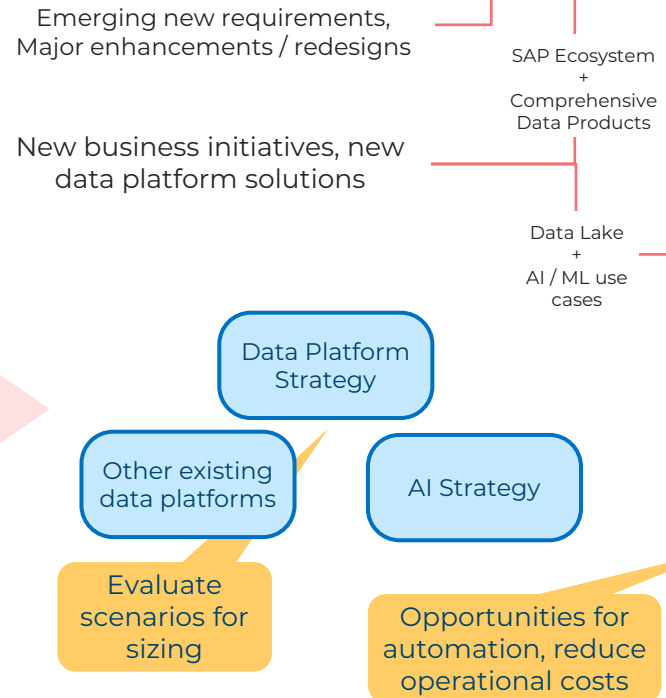 Emerging new requirements,
Major enhancements / redesigns
SAP Ecosystem
+
Comprehensive
Data Products
New business initiatives, new
data platform solutions
Data Lake
+
AI / ML use
cases
Data Platform
Strategy
Other existing
data platforms
AI Strategy
Evaluate
scenarios for
sizing
Opportunities for
automation, reduce
operational costs